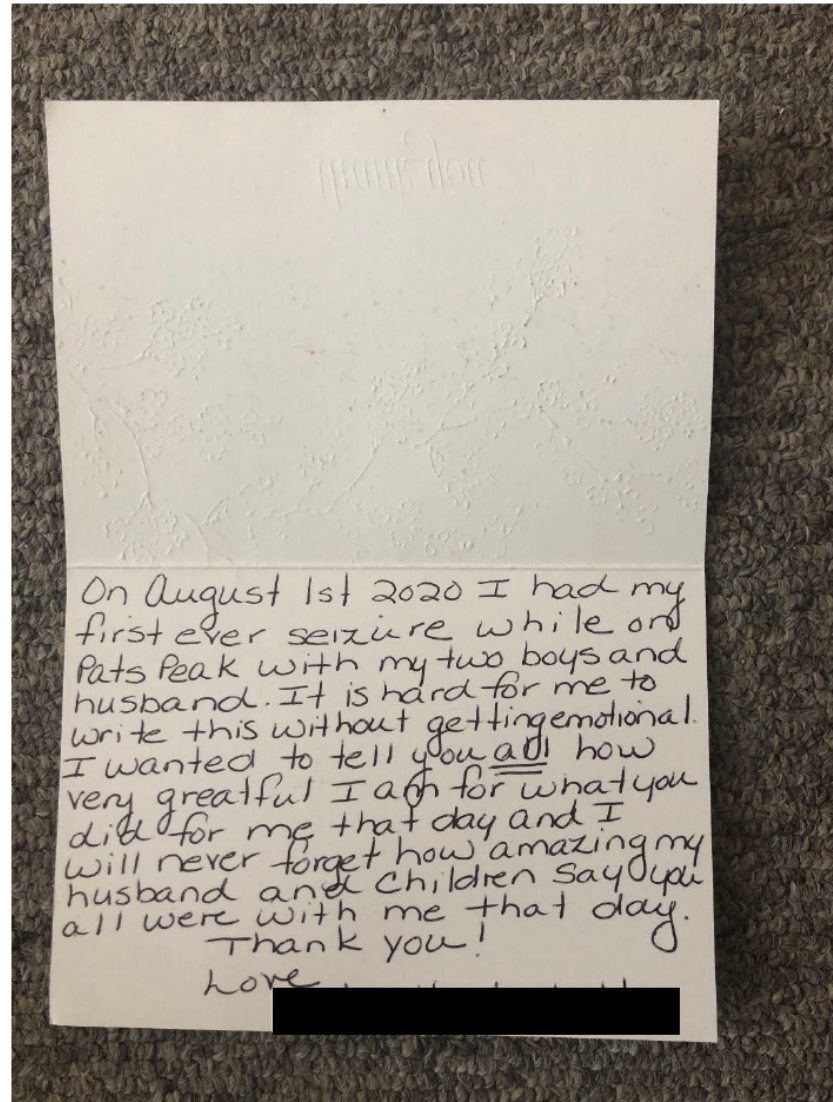 thank you
On August 1st 2020 I had my
first ever seizure while on
Pats Peak with my two boys and
husband. It is hard for me to
write this without getting emotional.
I wanted to tell you all how
very greatful I am for what you
did for me that day and I
will never forget how amazing my
husband and children say you
all were with me that day.
Thank you!
Love